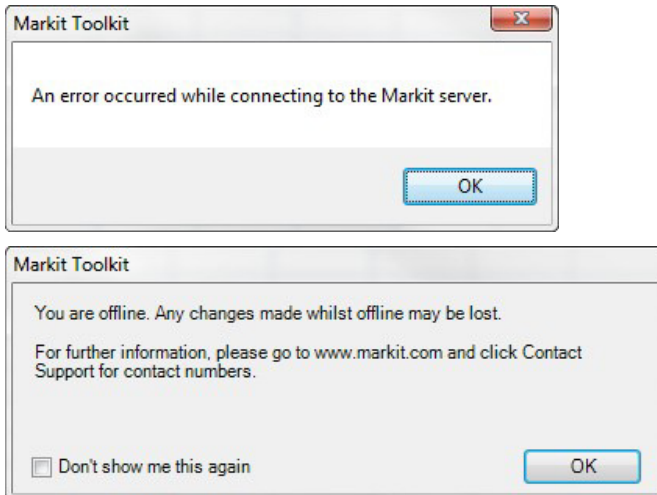 Markit Toolkit
An error occurred while connecting to the Markit server.
OK
Markit Toolkit
You are offline. Any changes made whilst offline may be lost.
For further information, please go to www.markit.com and click Contact
Support for contact numbers.
Don't show me this again
OK